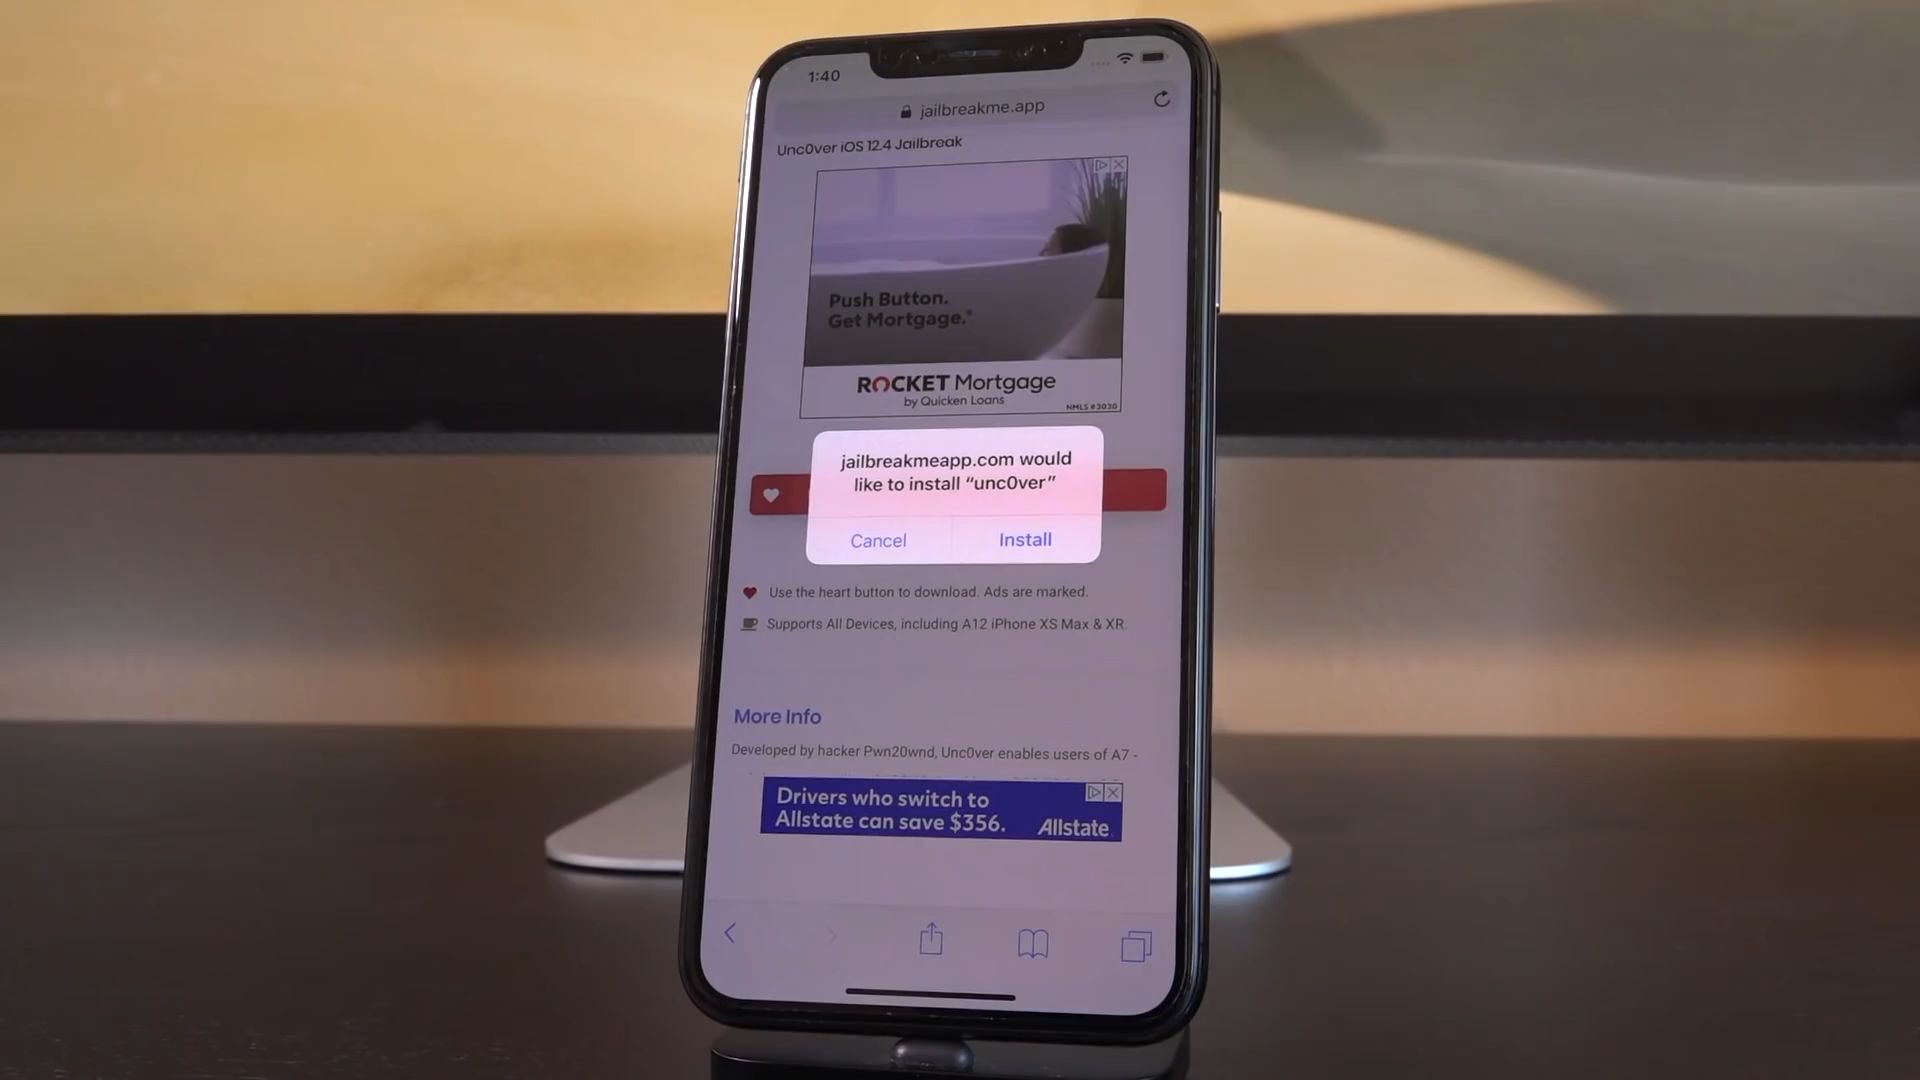 1:40
jailbreakme.app
Unc0ver iOS 12.4 Jailbreak
Push Button.
Get Mortgage.*
ROCKET Mortgage
by Quicken Loans
NMLS #3030
jailbreakmeapp.com would
like to install “unc0ver”
Cancel Install
Use the heart button to download. Ads are marked.
Supports All Devices, including A12 iPhone XS Max & XR.
More Info
Developed by hacker Pwn20wnd, Unc0ver enables users of A7 -
Drivers who switch to
Allstate can save $356.
Allstate